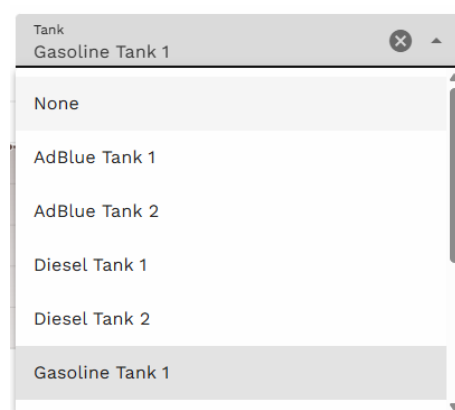 Tank
Gasoline Tank 1
None
AdBlue Tank 1
AdBlue Tank 2
Diesel Tank 1
Diesel Tank 2
Gasoline Tank 1